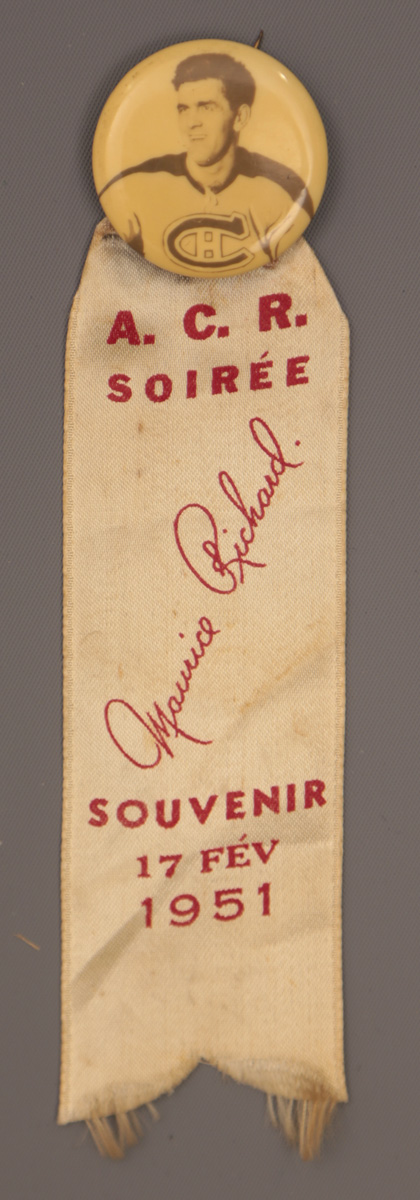 CH
A. C. R.
SOIRÉE
Maurice Richard.
SOUVENIR
17 FÉV
1951